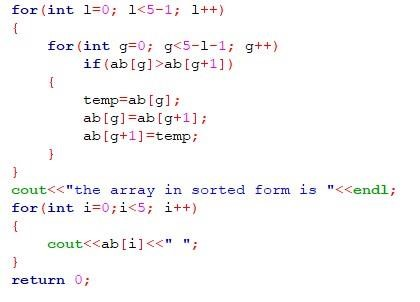 for(int l=0; l<5-1; l++)
{
for(int g=0; g<5-l-1; g++)
if(ab[g]>ab[g+1])
{
temp=ab[g];
ab[g]=ab[g+1];
ab[g+1]=temp;
}
}
cout<<"the array in sorted form is "<<endl;
for(int i=0;i<5; i++)
{
cout<<ab[i]<<" ";
}
return 0;